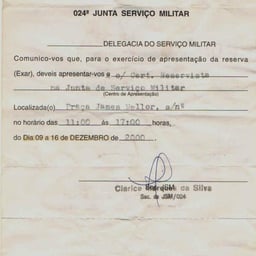 024ª JUNTA SERVIÇO MILITAR
DELEGACIA DO SERVIÇO MILITAR
Comunico-vos que, para o exercício de apresentação da reserva
(Exar), deveis apresentar-vos a c/ Cert. Reservista
na Junta de Serviço Militar
(Centro de Apresentação)
Localizada(o) Praça James Mellor, s/nº
no horário das 11:00 às 17:00 horas,
do Dia 09 a 16 de DEZEMBRO de 2000.
Clarice Marques da Silva
Sec. da JSM/024